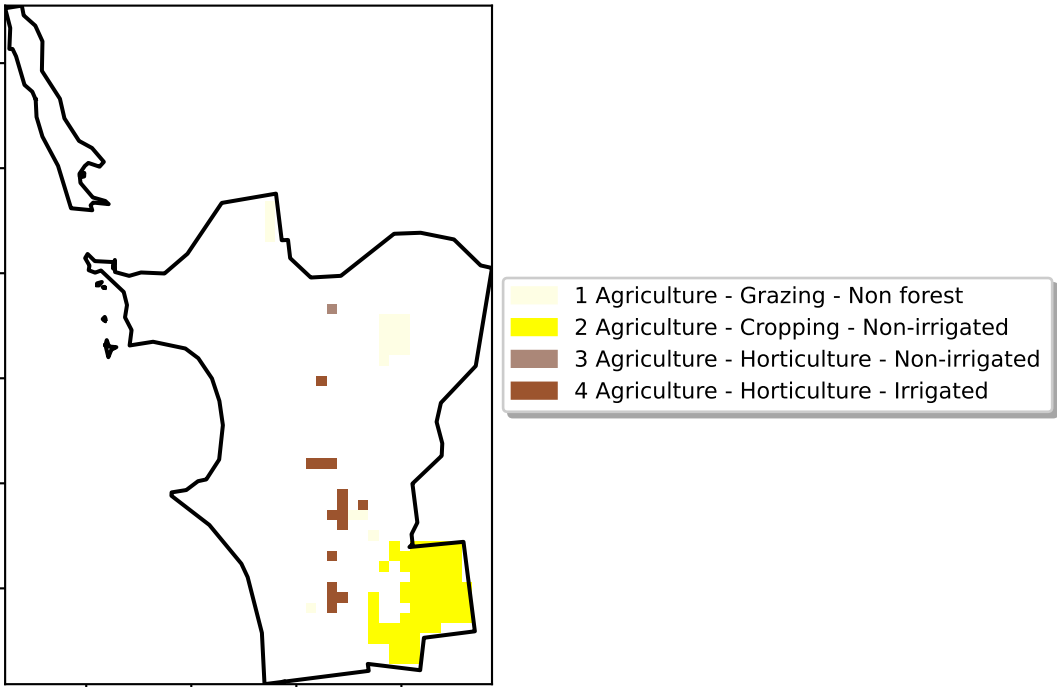 1 Agriculture - Grazing - Non forest
2 Agriculture - Cropping - Non-irrigated
3 Agriculture - Horticulture - Non-irrigated
4 Agriculture - Horticulture - Irrigated